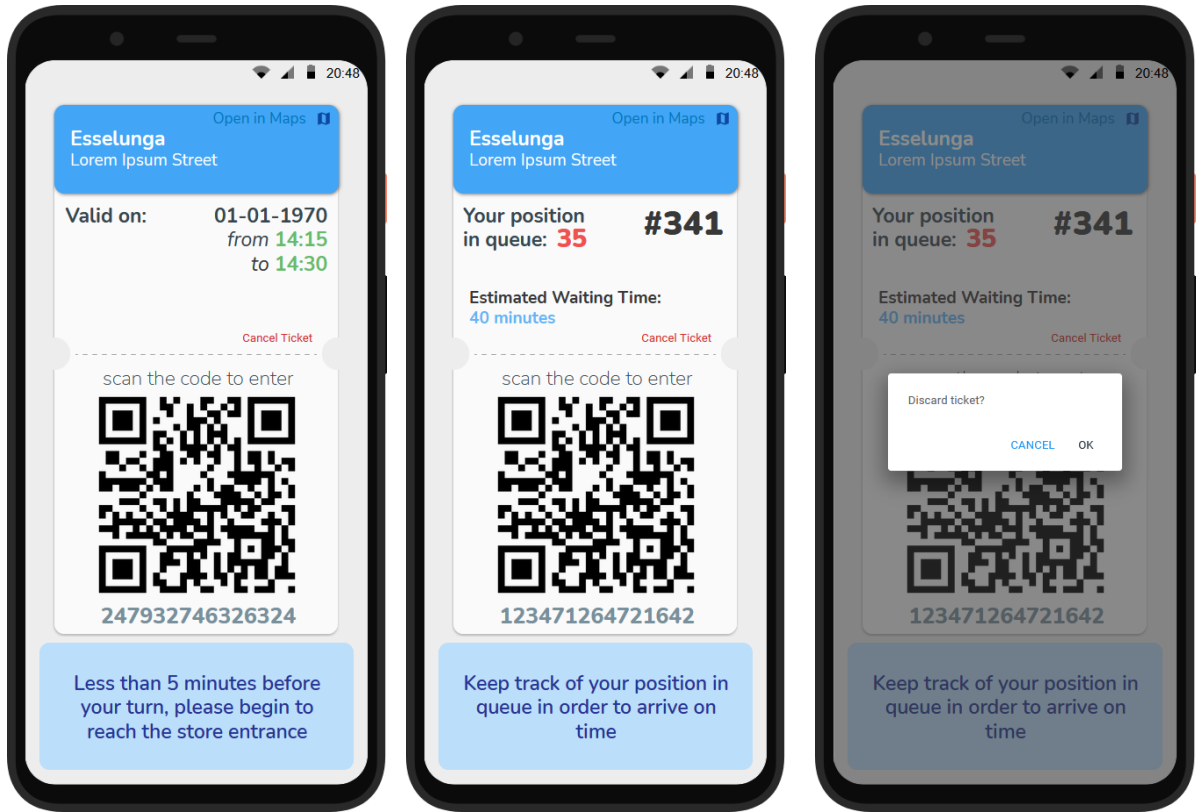 20:48
Open in Maps
Esselunga
Lorem Ipsum Street
Valid on: 01-01-1970
from 14:15
to 14:30
Cancel Ticket
scan the code to enter
247932746326324
Less than 5 minutes before
your turn, please begin to
reach the store entrance
20:48
Open in Maps
Esselunga
Lorem Ipsum Street
Your position
in queue: 35
#341
Estimated Waiting Time:
40 minutes
Cancel Ticket
scan the code to enter
123471264721642
Keep track of your position in
queue in order to arrive on
time
20:48
Open in Maps
Esselunga
Lorem Ipsum Street
Your position
in queue: 35
#341
Estimated Waiting Time:
40 minutes
Cancel Ticket
Discard ticket?
CANCEL OK
123471264721642
Keep track of your position in
queue in order to arrive on
time